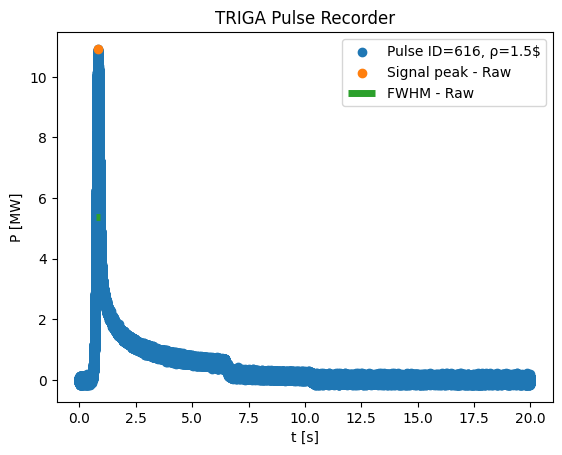 TRIGA Pulse Recorder
Pulse ID=616, ρ=1.5$
Signal peak - Raw
FWHM - Raw
P [MW]
10
8
6
4
2
0
0.0 2.5 5.0 7.5 10.0 12.5 15.0 17.5 20.0
t [s]